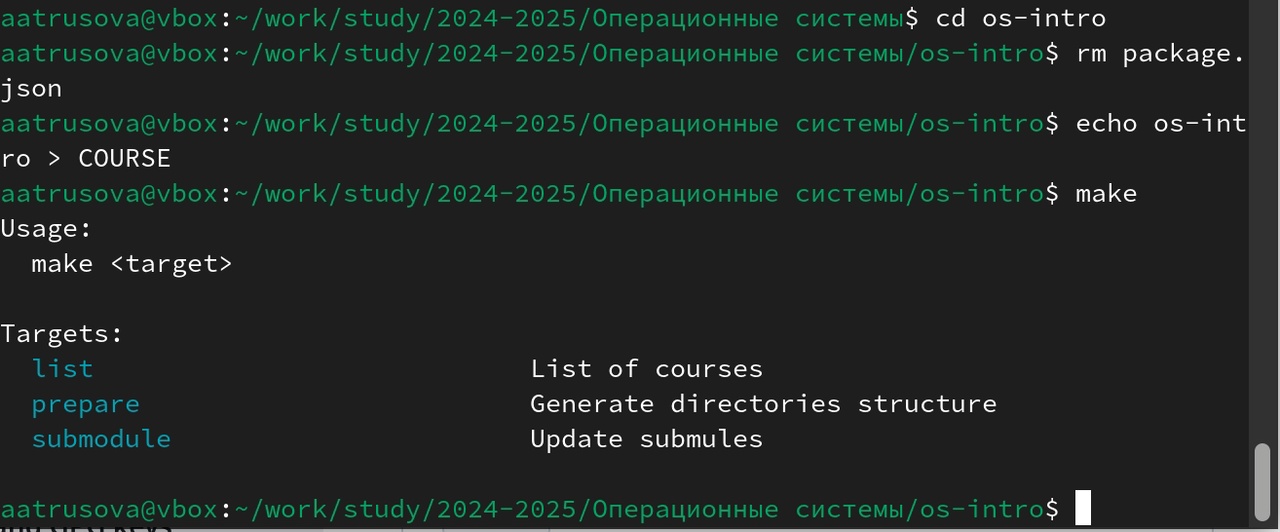 aatrusova@vbox:~/work/study/2024-2025/Операционные системы$ cd os-intro
aatrusova@vbox:~/work/study/2024-2025/Операционные системы/os-intro$ rm package.
json
aatrusova@vbox:~/work/study/2024-2025/Операционные системы/os-intro$ echo os-int
ro > COURSE
aatrusova@vbox:~/work/study/2024-2025/Операционные системы/os-intro$ make
Usage:
  make <target>

Targets:
  list                            List of courses
  prepare                         Generate directories structure
  submodule                       Update submules

aatrusova@vbox:~/work/study/2024-2025/Операционные системы/os-intro$